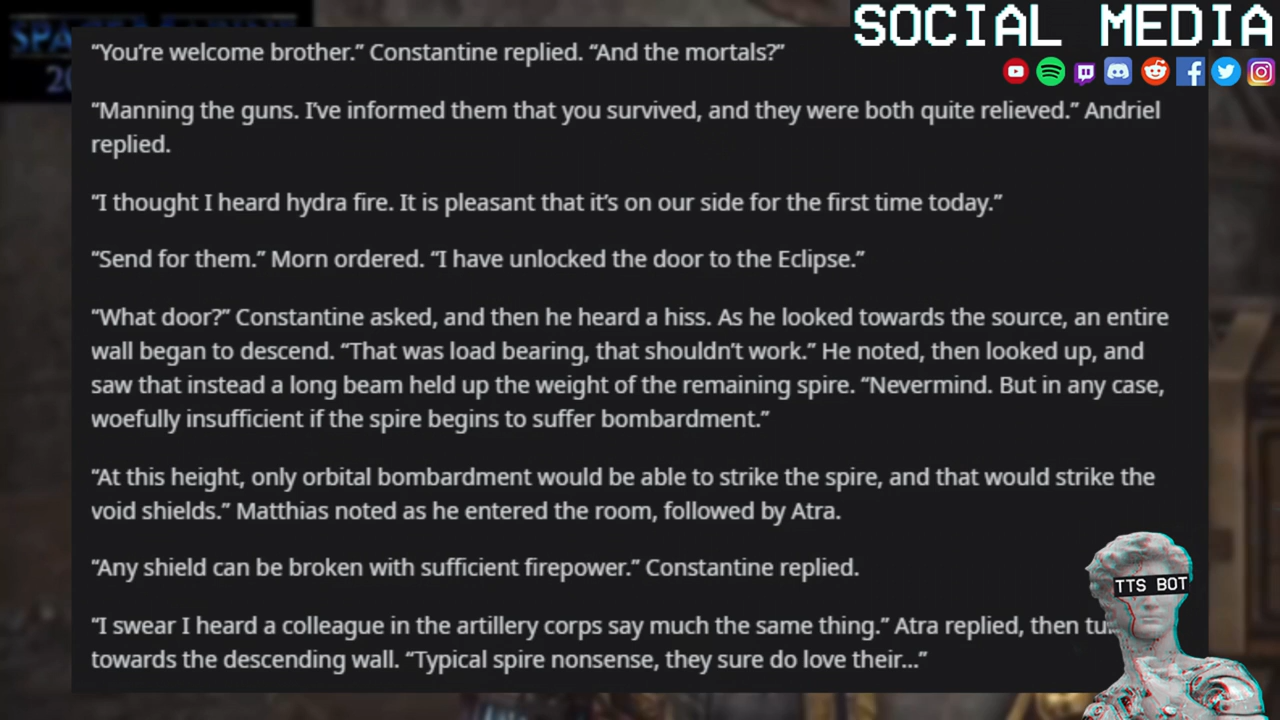 SPA
20
SOCIAL MEDIA
“You’re welcome brother.” Constantine replied. “And the mortals?”
“Manning the guns. I’ve informed them that you survived, and they were both quite relieved.” Andriel
replied.
“I thought I heard hydra fire. It is pleasant that it’s on our side for the first time today.”
“Send for them.” Morn ordered. “I have unlocked the door to the Eclipse.”
“What door?” Constantine asked, and then he heard a hiss. As he looked towards the source, an entire
wall began to descend. “That was load bearing, that shouldn’t work.” He noted, then looked up, and
saw that instead a long beam held up the weight of the remaining spire. “Nevermind. But in any case,
woefully insufficient if the spire begins to suffer bombardment.”
“At this height, only orbital bombardment would be able to strike the spire, and that would strike the
void shields.” Matthias noted as he entered the room, followed by Atra.
“Any shield can be broken with sufficient firepower.” Constantine replied.
“I swear I heard a colleague in the artillery corps say much the same thing.” Atra replied, then
towards the descending wall. “Typical spire nonsense, they sure do love their...”
TTS BOT